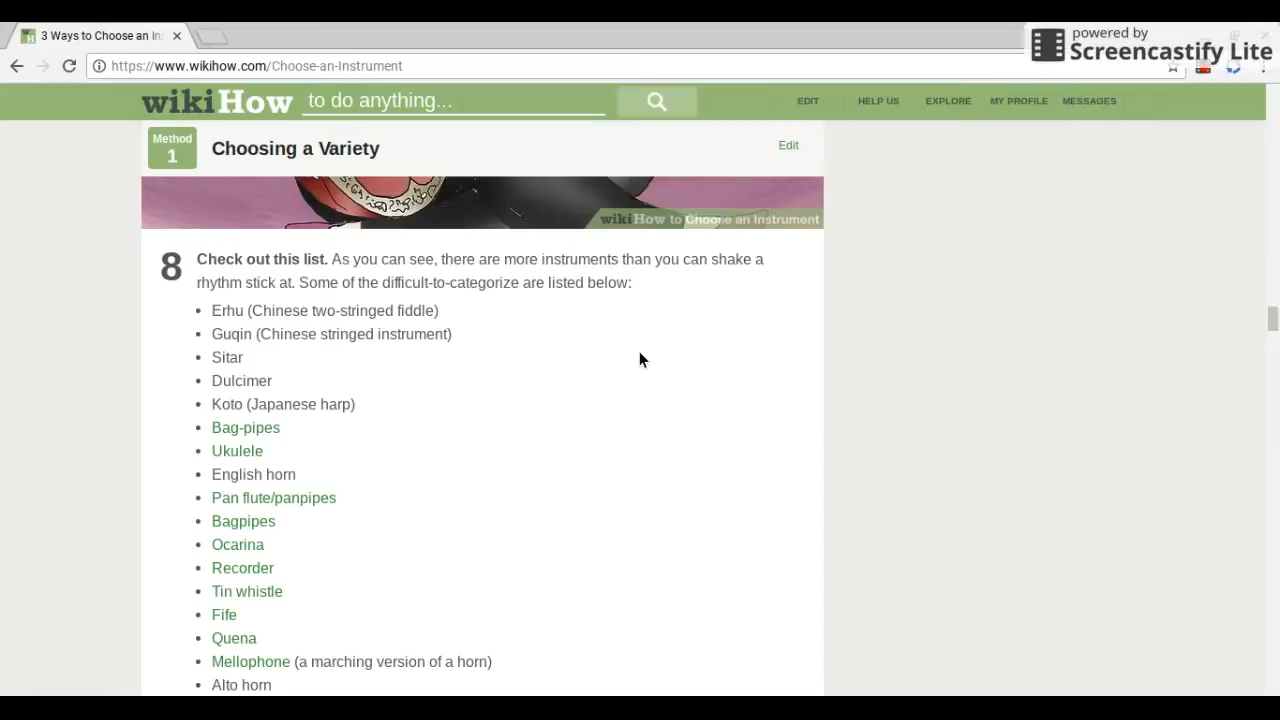 powered by
Screencastify Lite
3 Ways to Choose an In
https://www.wikihow.com/Choose-an-Instrument
wikiHow to do anything...
EDIT HELP US EXPLORE MY PROFILE MESSAGES
Method
1
Choosing a Variety
Edit
wikiHow to Choose an Instrument
8 Check out this list. As you can see, there are more instruments than you can shake a
rhythm stick at. Some of the difficult-to-categorize are listed below:
• Erhu (Chinese two-stringed fiddle)
• Guqin (Chinese stringed instrument)
• Sitar
• Dulcimer
• Koto (Japanese harp)
• Bag-pipes
• Ukulele
• English horn
• Pan flute/panpipes
• Bagpipes
• Ocarina
• Recorder
• Tin whistle
• Fife
• Quena
• Mellophone (a marching version of a horn)
• Alto horn